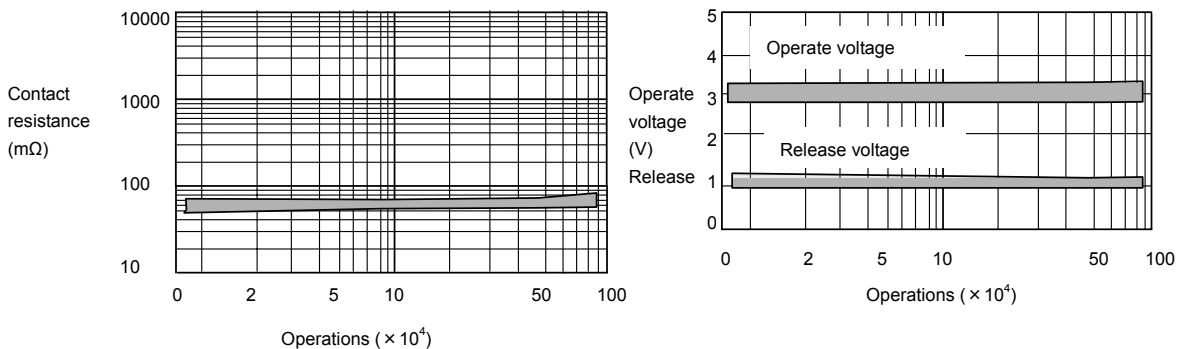 10000
1000
100
10
Contact
resistance
(mΩ)
0 2 5 10 50 100
Operations ( × 10⁴)
5
4
3
2
1
0
Operate voltage
Operate
voltage
(V)
Release
Release voltage
0 2 5 10 50 100
Operations ( × 10⁴)